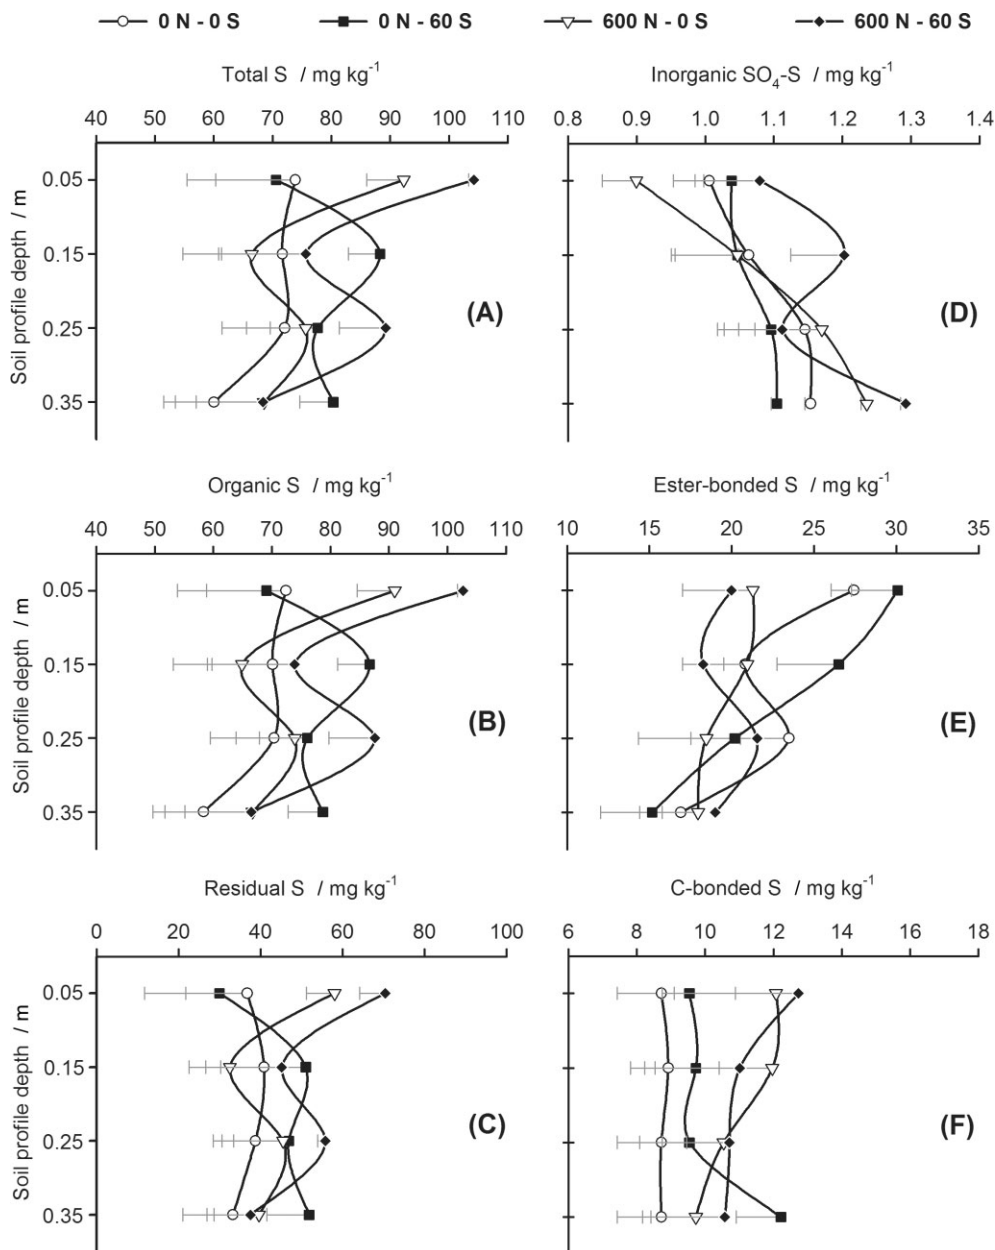 0 N - 0 S 0 N - 60 S 600 N - 0 S 600 N - 60 S
Total S / mg kg⁻¹
40 50 60 70 80 90 100 110
Inorganic SO₄-S / mg kg⁻¹
0.8 0.9 1.0 1.1 1.2 1.3 1.4
Soil profile depth / m
0.05
0.15
0.25
0.35
(A)
(D)
Organic S / mg kg⁻¹
40 50 60 70 80 90 100 110
Ester-bonded S / mg kg⁻¹
10 15 20 25 30 35
Soil profile depth / m
0.05
0.15
0.25
0.35
(B)
(E)
Residual S / mg kg⁻¹
0 20 40 60 80 100
C-bonded S / mg kg⁻¹
6 8 10 12 14 16 18
Soil profile depth / m
0.05
0.15
0.25
0.35
(C)
(F)